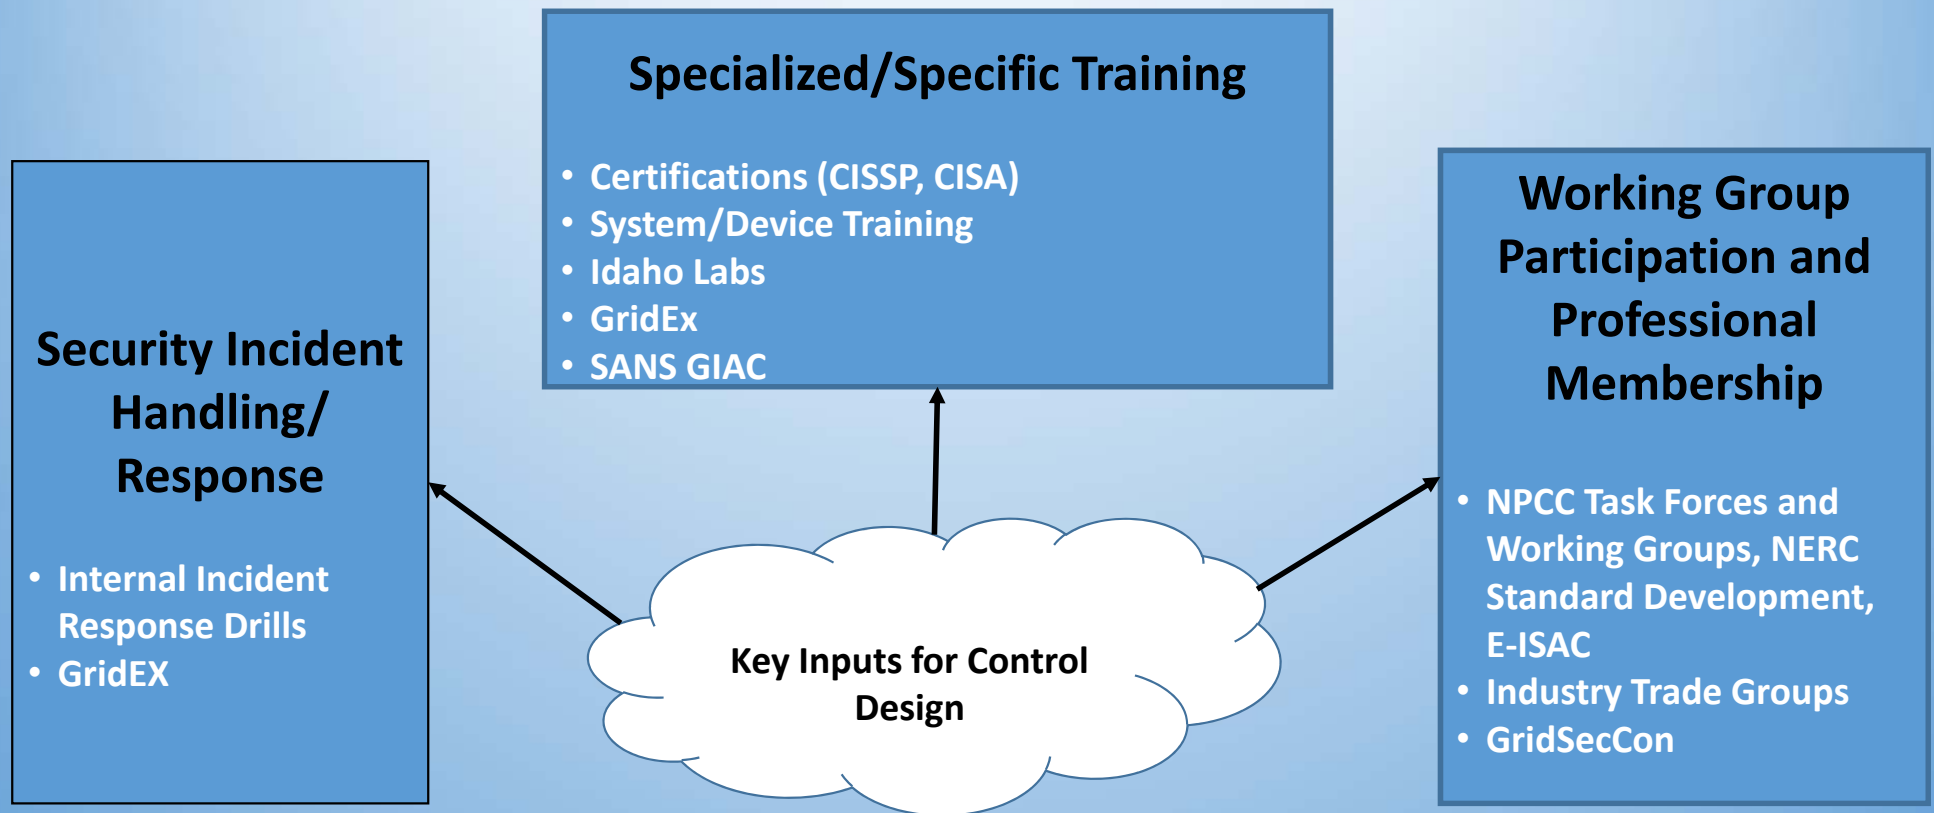 Specialized/Specific Training
• Certifications (CISSP, CISA)
• System/Device Training
• Idaho Labs
• GridEx
• SANS GIAC
Security Incident
Handling/
Response
• Internal Incident
Response Drills
• GridEX
Working Group
Participation and
Professional
Membership
• NPCC Task Forces and
Working Groups, NERC
Standard Development,
E-ISAC
• Industry Trade Groups
• GridSecCon
Key Inputs for Control
Design